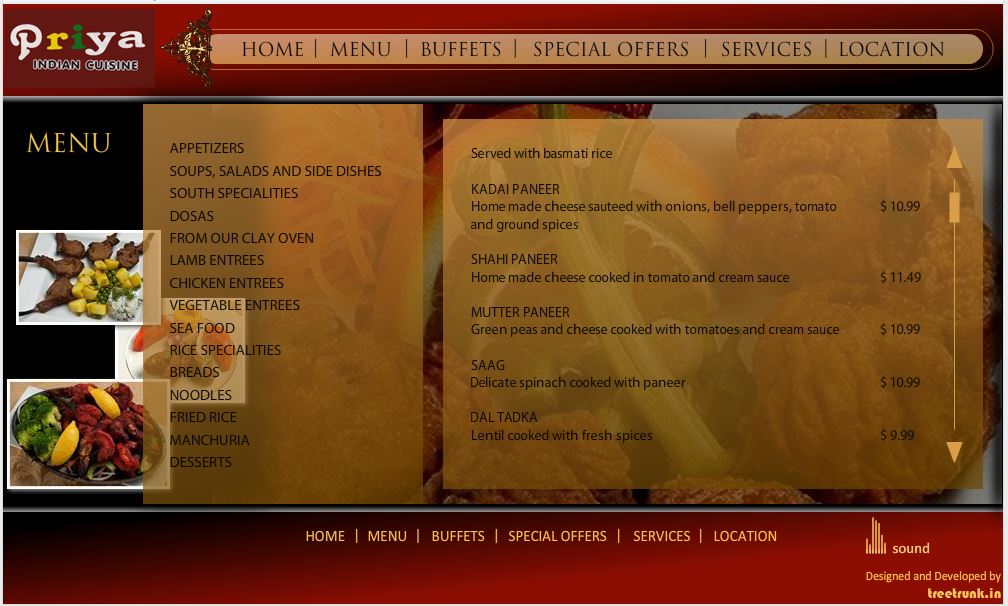 Priya
INDIAN CUISINE
HOME | MENU | BUFFETS | SPECIAL OFFERS | SERVICES | LOCATION
MENU
APPETIZERS
SOUPS, SALADS AND SIDE DISHES
SOUTH SPECIALITIES
DOSAS
FROM OUR CLAY OVEN
LAMB ENTREES
CHICKEN ENTREES
VEGETABLE ENTREES
SEA FOOD
RICE SPECIALITIES
BREADS
NOODLES
FRIED RICE
MANCHURIA
DESSERTS
Served with basmati rice
KADAI PANEER
Home made cheese sauteed with onions, bell peppers, tomato $ 10.99
and ground spices
SHAHI PANEER
Home made cheese cooked in tomato and cream sauce $ 11.49
MUTTER PANEER
Green peas and cheese cooked with tomatoes and cream sauce $ 10.99
SAAG
Delicate spinach cooked with paneer $ 10.99
DAL TADKA
Lentil cooked with fresh spices $ 9.99
HOME | MENU | BUFFETS | SPECIAL OFFERS | SERVICES | LOCATION
sound
Designed and Developed by
treetrunk.in